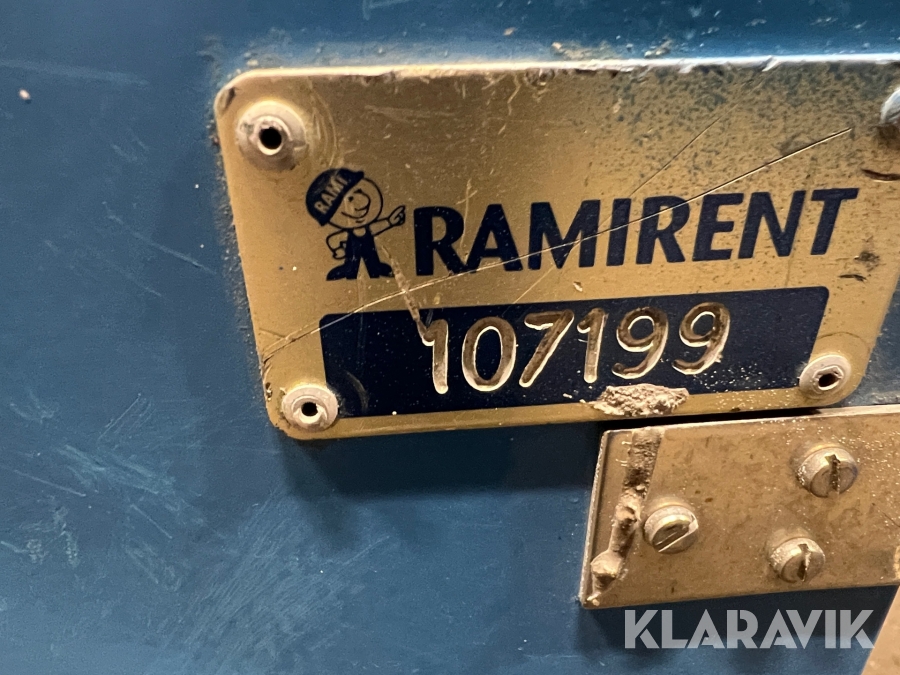 RAMI
RAMIRENT
107199
KLARAVIK